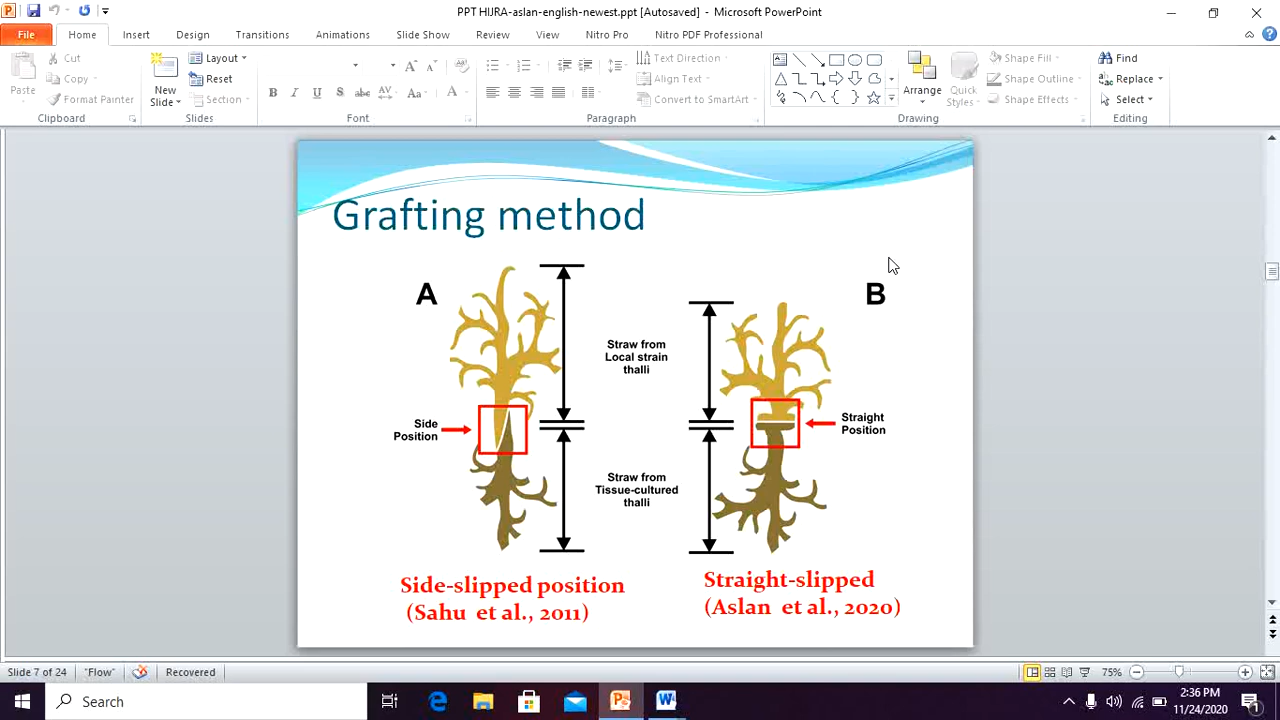 PPT HIJRA-aslan-english-newest.ppt [Autosaved] - Microsoft PowerPoint
File Home Insert Design Transitions Animations Slide Show Review View Nitro Pro Nitro PDF Professional
Paste
Cut
Copy
Format Painter
Clipboard
New
Slide
Layout
Reset
Section
Slides
B I U S abc AV Aa A
Font
Text Direction
Align Text
Convert to SmartArt
Paragraph
Arrange
Quick
Styles
Shape Fill
Shape Outline
Shape Effects
Drawing
Find
Replace
Select
Editing
Grafting method
A
B
Straw from
Local strain
thalli
Side
Position
Straight
Position
Straw from
Tissue-cultured
thalli
Side-slipped position
(Sahu et al., 2011)
Straight-slipped
(Aslan et al., 2020)
Slide 7 of 24 "Flow" Recovered 75%
Search
2:36 PM
11/24/2020